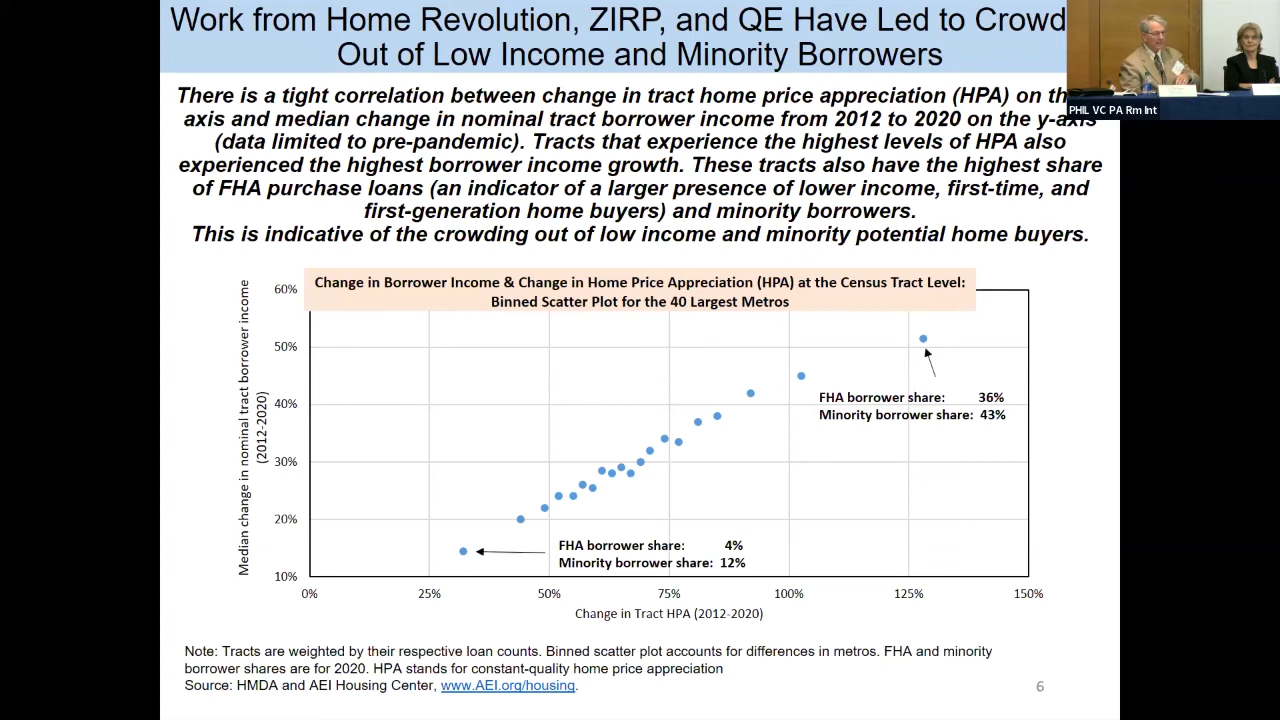 Work from Home Revolution, ZIRP, and QE Have Led to Crowd
Out of Low Income and Minority Borrowers
PHIL VC PA Rm Int
There is a tight correlation between change in tract home price appreciation (HPA) on
axis and median change in nominal tract borrower income from 2012 to 2020 on the y-axis
(data limited to pre-pandemic). Tracts that experience the highest levels of HPA also
experienced the highest borrower income growth. These tracts also have the highest share
of FHA purchase loans (an indicator of a larger presence of lower income, first-time, and
first-generation home buyers) and minority borrowers.
This is indicative of the crowding out of low income and minority potential home buyers.
Change in Borrower Income & Change in Home Price Appreciation (HPA) at the Census Tract Level:
Binned Scatter Plot for the 40 Largest Metros
Median change in nominal tract borrower income
(2012-2020)
60%
50%
40%
30%
20%
10%
FHA borrower share: 36%
Minority borrower share: 43%
FHA borrower share: 4%
Minority borrower share: 12%
0% 25% 50% 75% 100% 125% 150%
Change in Tract HPA (2012-2020)
Note: Tracts are weighted by their respective loan counts. Binned scatter plot accounts for differences in metros. FHA and minority
borrower shares are for 2020. HPA stands for constant-quality home price appreciation
Source: HMDA and AEI Housing Center, www.AEI.org/housing.
6